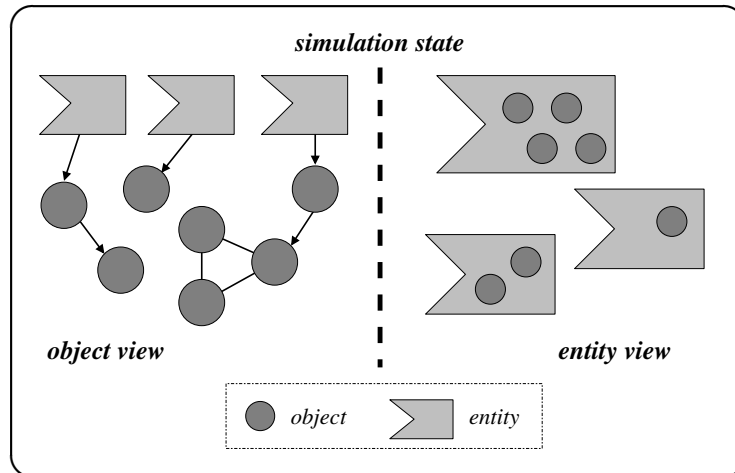 simulation state
object view
entity view
object
entity